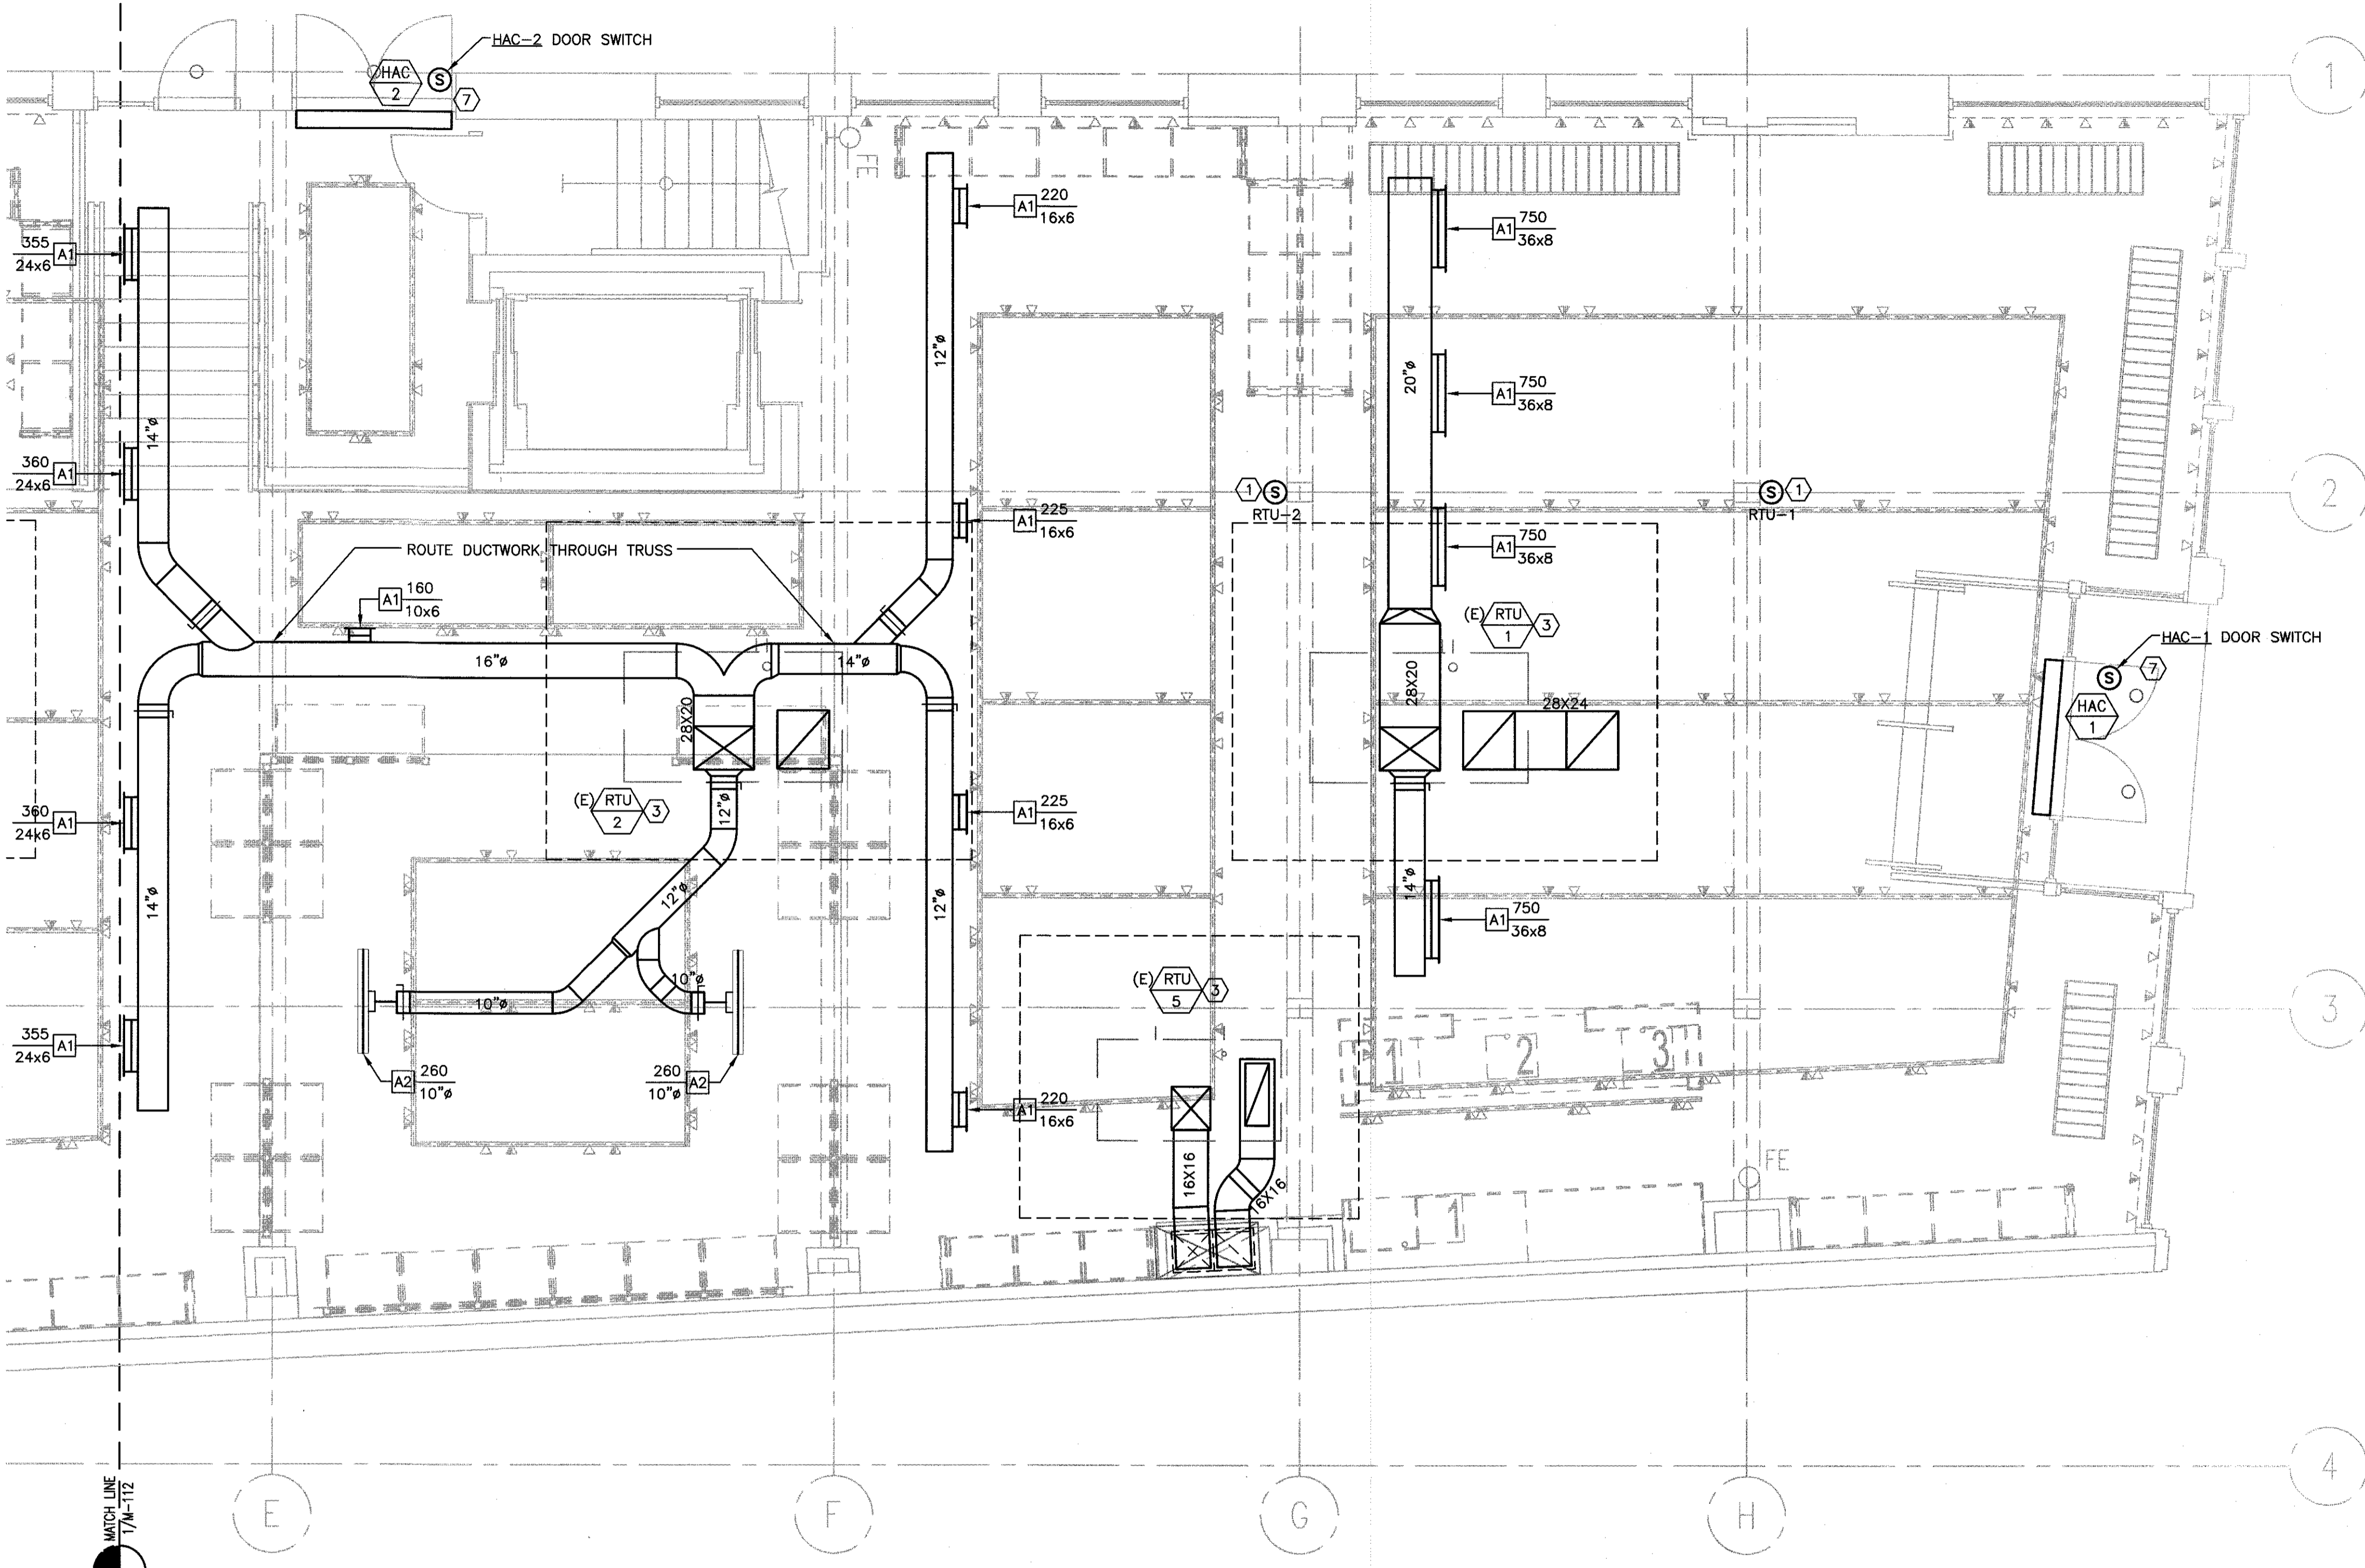 HAC-2 DOOR SWITCH
HAC
2
S
7
1
FE
220
A1
16x6
750
A1
36x8
355
A1
24x6
12"ø
14"ø
20"ø
750
A1
36x8
360
A1
24x6
1
S
RTU-2
S
1
RTU-1
2
225
A1
16x6
750
A1
36x8
ROUTE DUCTWORK THROUGH TRUSS
160
A1
10x6
(E)
RTU
1
3
HAC-1 DOOR SWITCH
S
7
HAC
1
16"ø
14"ø
28X20
28X20
28X24
(E)
RTU
2
3
12"ø
225
A1
16x6
360
A1
24x6
12"ø
14"ø
12"ø
14"ø
750
A1
36x8
(E)
RTU
5
3
10"ø
10"ø
3
355
A1
24x6
1
2
3
A2
260
10"ø
260
A2
10"ø
220
A1
16x6
16X16
16X16
FE
1
4
MATCH LINE
1/M-112
E
F
G
H